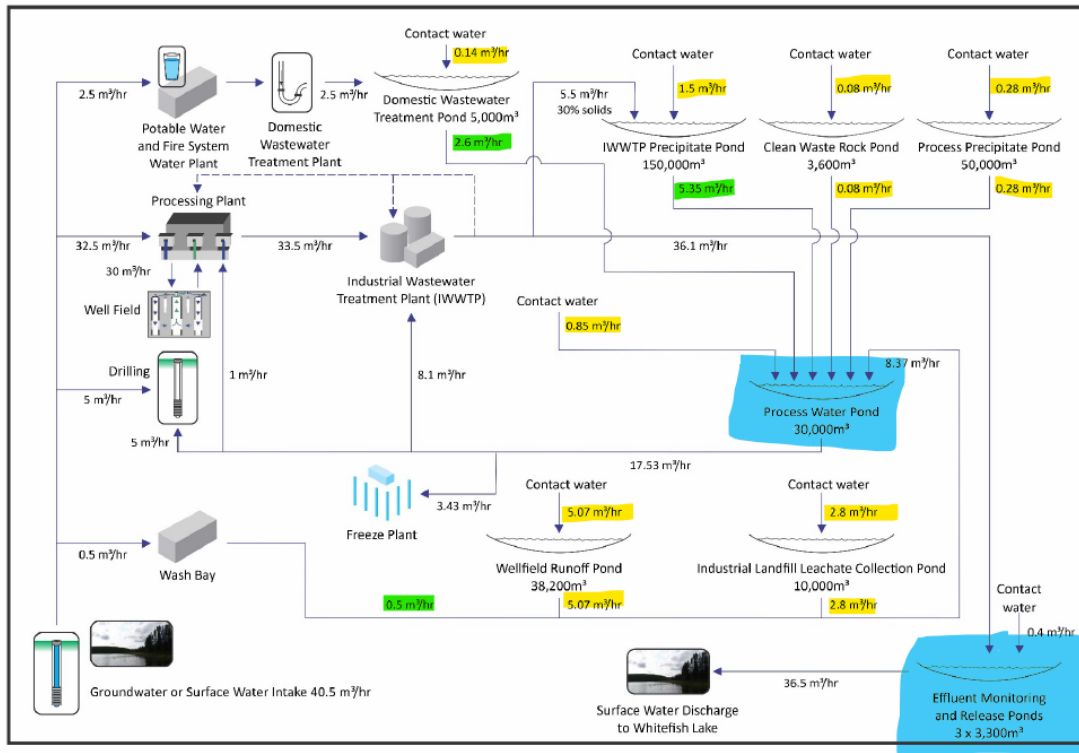 Contact water
0.14 m³/hr
2.5 m³/hr
Potable Water
and Fire System
Water Plant
Domestic
Wastewater
Treatment Plant
2.5 m³/hr
Domestic Wastewater
Treatment Pond 5,000m³
2.6 m³/hr
5.5 m³/hr
30% solids
Contact water
1.5 m³/hr
IWWTP Precipitate Pond
150,000m³
5.35 m³/hr
Contact water
0.08 m³/hr
Clean Waste Rock Pond
3,600m³
0.08 m³/hr
Contact water
0.28 m³/hr
Process Precipitate Pond
50,000m³
0.28 m³/hr
Processing Plant
32.5 m³/hr
33.5 m³/hr
Industrial Wastewater
Treatment Plant (IWWTP)
36.1 m³/hr
30 m³/hr
Well Field
Contact water
0.85 m³/hr
8.37 m³/hr
Process Water Pond
30,000m³
Drilling
5 m³/hr
1 m³/hr
8.1 m³/hr
5 m³/hr
17.53 m³/hr
3.43 m³/hr
Freeze Plant
Contact water
5.07 m³/hr
Wellfield Runoff Pond
38,200m³
5.07 m³/hr
Contact water
2.8 m³/hr
Industrial Landfill Leachate Collection Pond
10,000m³
2.8 m³/hr
0.5 m³/hr
Wash Bay
0.5 m³/hr
Contact
water
0.4 m³/hr
Groundwater or Surface Water Intake 40.5 m³/hr
36.5 m³/hr
Surface Water Discharge
to Whitefish Lake
Effluent Monitoring
and Release Ponds
3 x 3,300m³